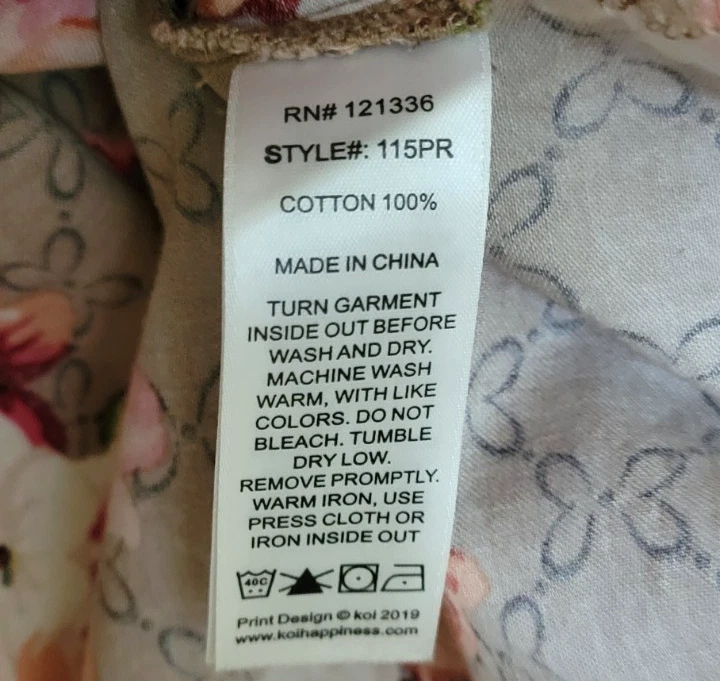 RN# 121336
STYLE#: 115PR
COTTON 100%
MADE IN CHINA
TURN GARMENT
INSIDE OUT BEFORE
WASH AND DRY.
MACHINE WASH
WARM, WITH LIKE
COLORS. DO NOT
BLEACH. TUMBLE
DRY LOW.
REMOVE PROMPTLY.
WARM IRON, USE
PRESS CLOTH OR
IRON INSIDE OUT
40C
Print Design © koi 2019
www.koihappiness.com